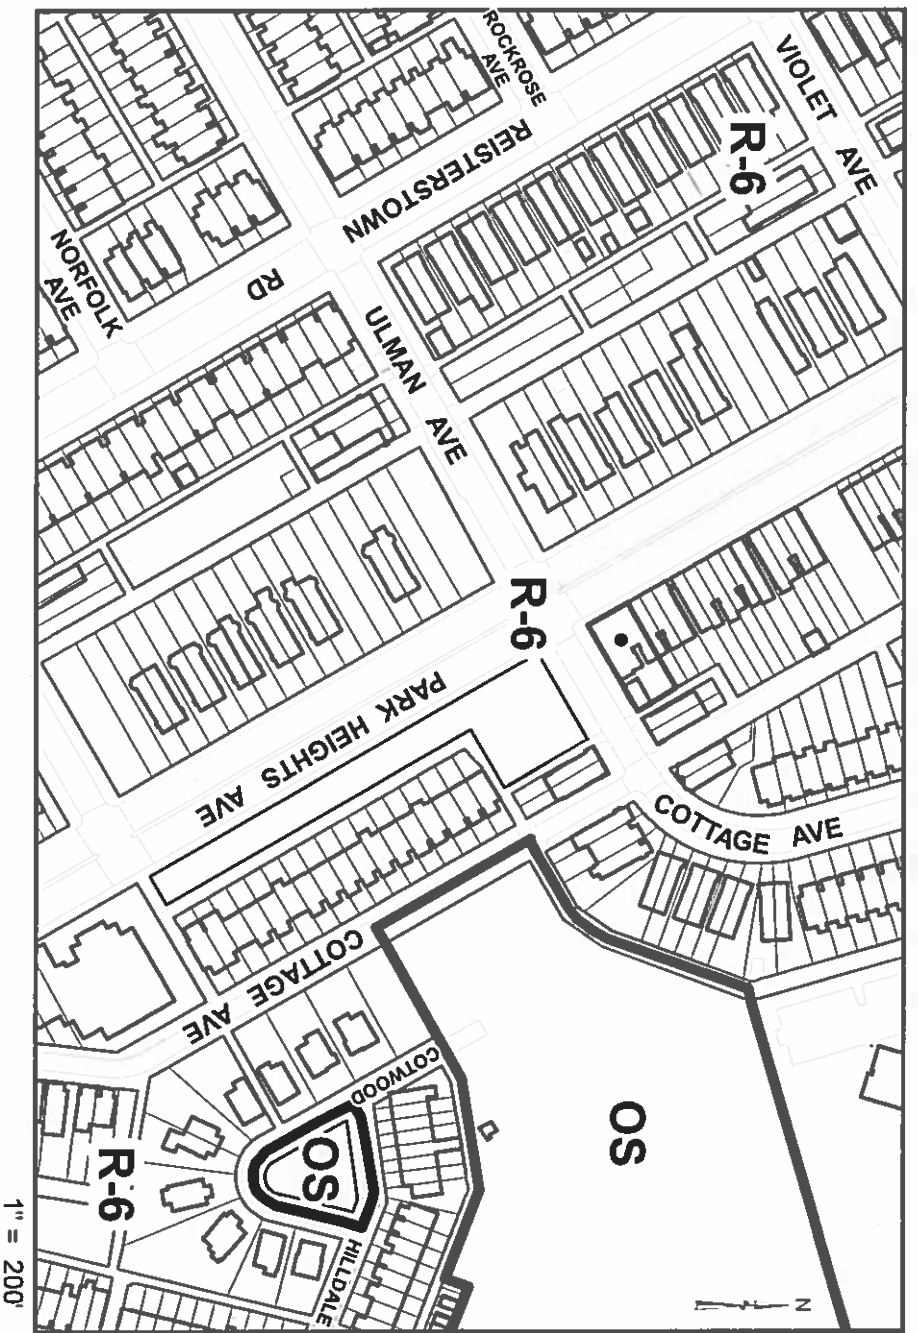 ROCKROSE
AVE
VIOLET AVE
R-6
REISTERSTOWN RD
NORFOLK
AVE
ULMAN AVE
R-6
PARK HEIGHTS AVE
COTTAGE AVE
COTTAGE AVE
COTWOOD
OS
OS
HILLDALE
R-6
N
1" = 200'